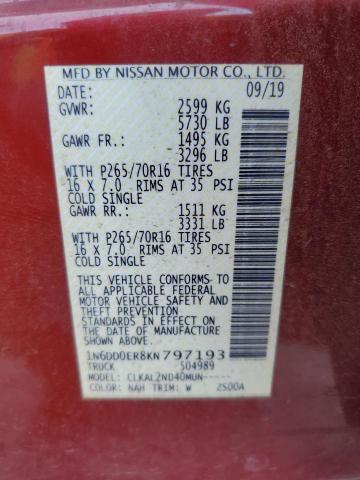 MFD BY NISSAN MOTOR CO., LTD.
DATE: 09/19
GVWR: 2599 KG
5730 LB
GAWR FR.: 1495 KG
3296 LB
WITH P265/70R16 TIRES
16 X 7.0 RIMS AT 35 PSI
COLD SINGLE
GAWR RR.: 1511 KG
3331 LB
WITH P265/70R16 TIRES
16 X 7.0 RIMS AT 35 PSI
COLD SINGLE
THIS VEHICLE CONFORMS TO
ALL APPLICABLE FEDERAL
MOTOR VEHICLE SAFETY AND
THEFT PREVENTION
STANDARDS IN EFFECT ON
THE DATE OF MANUFACTURE
SHOWN ABOVE.
1N6DD0ER8KN797193
TRUCK 504989
MODEL: CLKAL2ND40MUN-----
COLOR: NAH TRIM: W 2500A